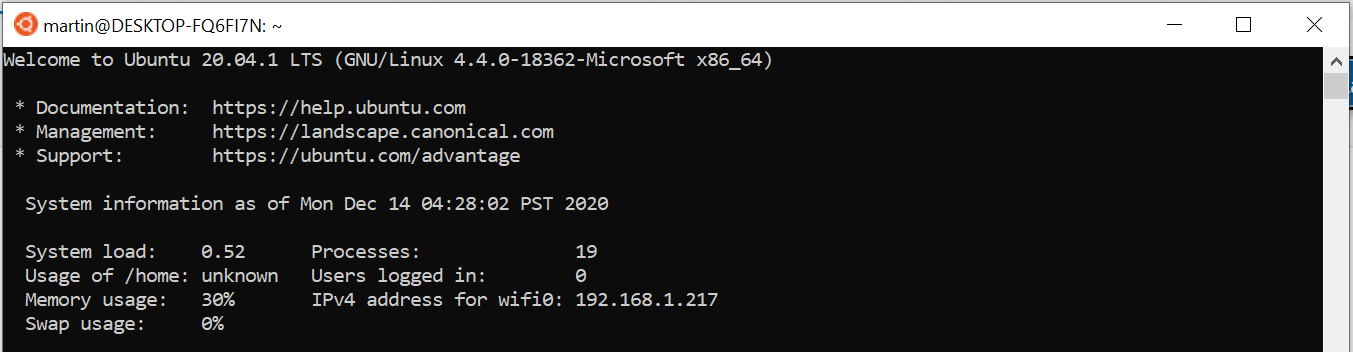 martin@DESKTOP-FQ6FI7N: ~
Welcome to Ubuntu 20.04.1 LTS (GNU/Linux 4.4.0-18362-Microsoft x86_64)
* Documentation:  https://help.ubuntu.com
* Management:     https://landscape.canonical.com
* Support:        https://ubuntu.com/advantage
System information as of Mon Dec 14 04:28:02 PST 2020
System load:    0.52      Processes:              19
Usage of /home: unknown   Users logged in:        0
Memory usage:   30%       IPv4 address for wifi0: 192.168.1.217
Swap usage:     0%